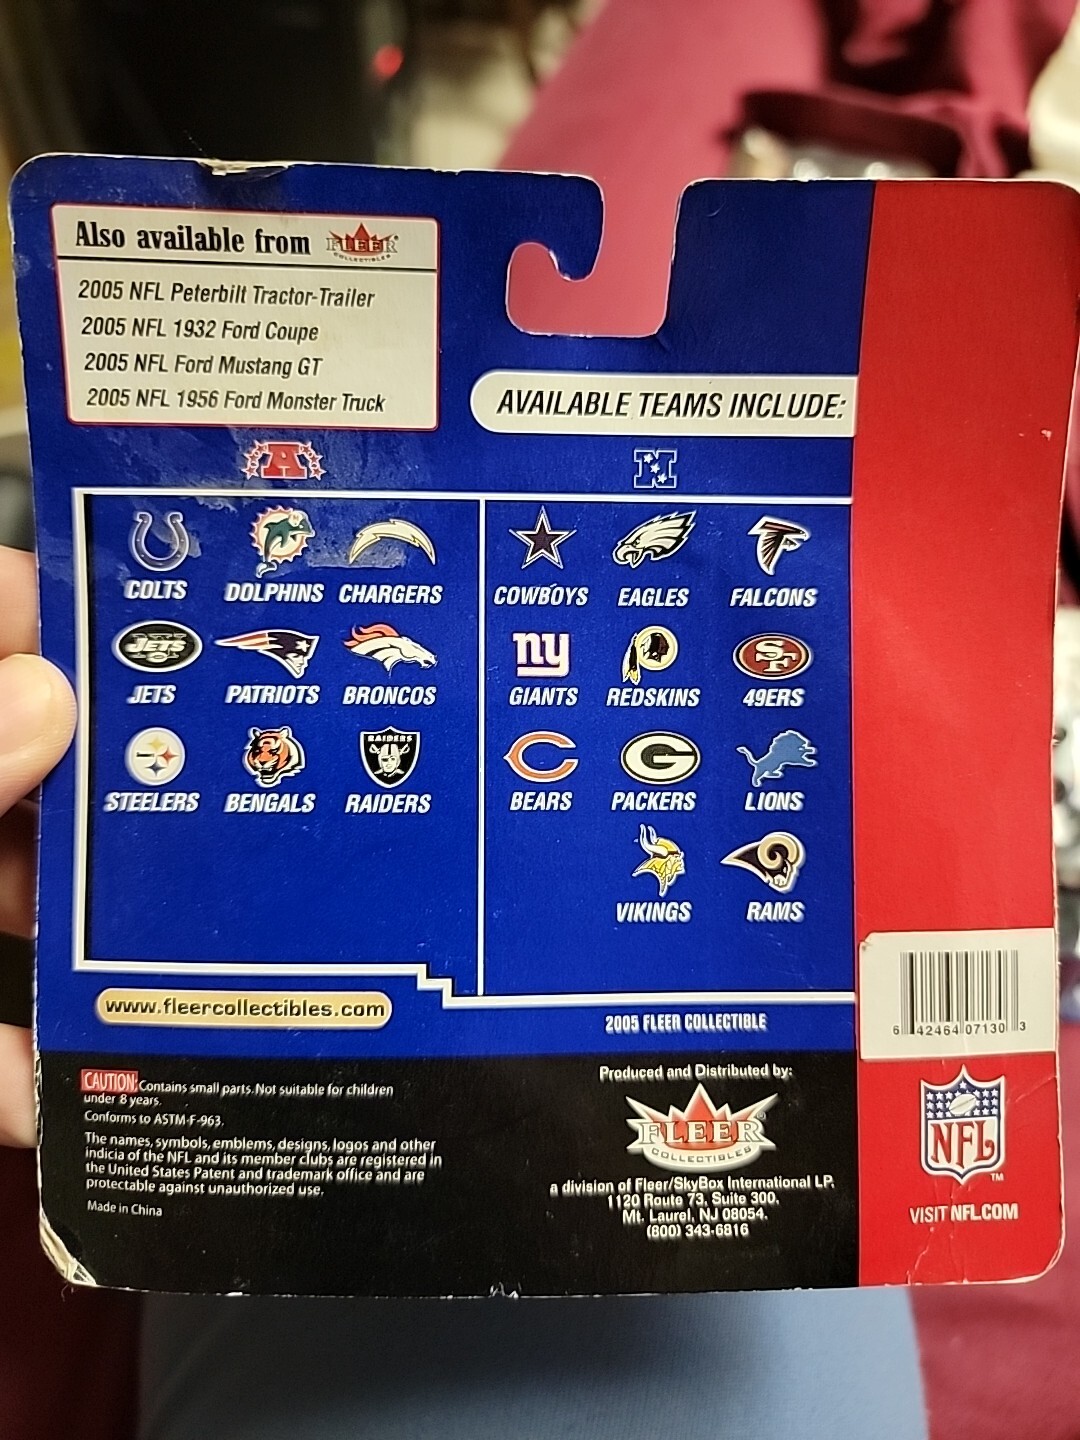 Also available from FLEER COLLECTIBLES
2005 NFL Peterbilt Tractor-Trailer
2005 NFL 1932 Ford Coupe
2005 NFL Ford Mustang GT
2005 NFL 1956 Ford Monster Truck
AVAILABLE TEAMS INCLUDE:
A
N
COLTS DOLPHINS CHARGERS
JETS
JETS PATRIOTS BRONCOS
RAIDERS
STEELERS BENGALS RAIDERS
COWBOYS EAGLES FALCONS
ny
SF
GIANTS REDSKINS 49ERS
C G
BEARS PACKERS LIONS
VIKINGS RAMS
www.fleercollectibles.com
2005 FLEER COLLECTIBLE
6 42464 07130 3
CAUTION: Contains small parts. Not suitable for children
under 8 years.
Conforms to ASTM-F-963.
The names, symbols, emblems, designs, logos and other
indicia of the NFL and its member clubs are registered in
the United States Patent and trademark office and are
protectable against unauthorized use.
Made in China
Produced and Distributed by:
FLEER
COLLECTIBLES
a division of Fleer/SkyBox International LP.
1120 Route 73, Suite 300,
Mt. Laurel, NJ 08054.
(800) 343-6816
NFL
TM
VISIT NFL.COM